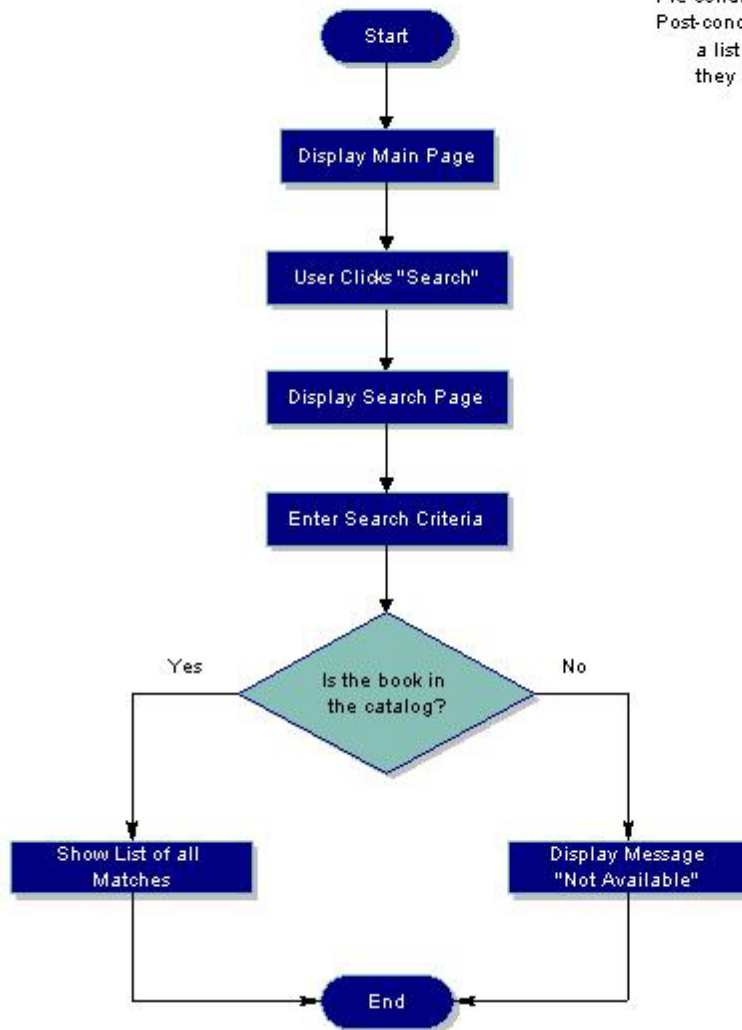 Post-conc
a list
they
Start
Display Main Page
User Clicks "Search"
Display Search Page
Enter Search Criteria
Yes
No
Is the book in
the catalog?
Show List of all
Matches
Display Message
"Not Available"
End